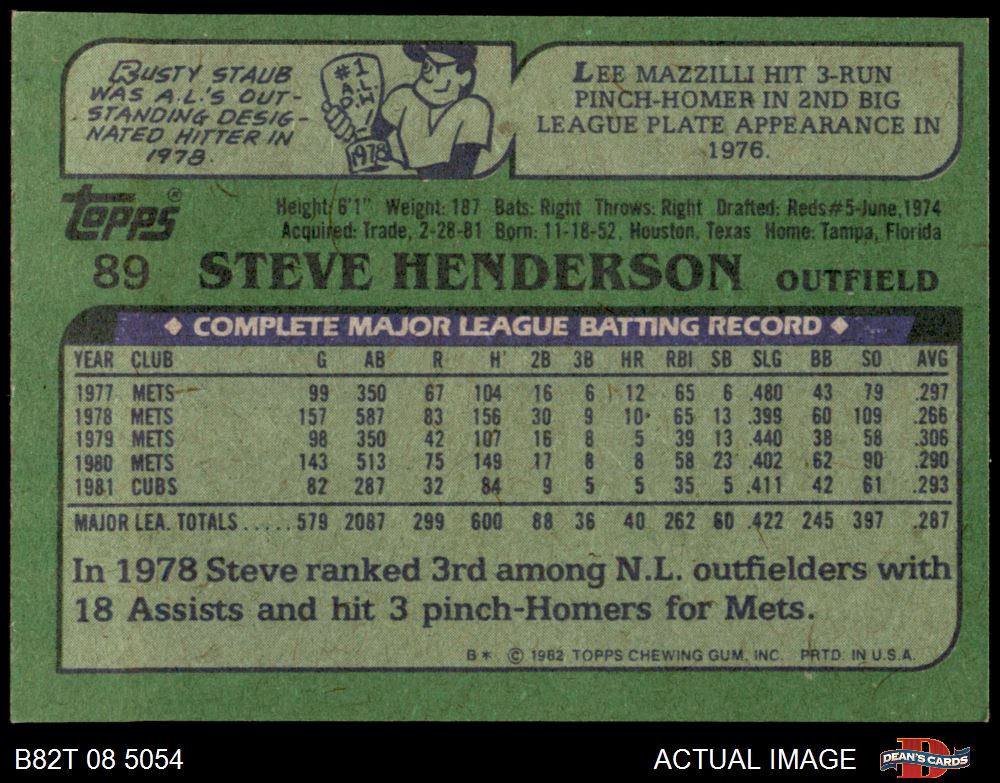 RUSTY STAUB
WAS A.L.'S OUT-
STANDING DESIG-
NATED HITTER IN
1978.
#1
A.L.
D.H.
1978
LEE MAZZILLI HIT 3-RUN
PINCH-HOMER IN 2ND BIG
LEAGUE PLATE APPEARANCE IN
1976.
topps®
Height: 6'1" Weight: 187 Bats: Right Throws: Right Drafted: Reds#5-June, 1974
Acquired: Trade, 2-28-81 Born: 11-18-52, Houston, Texas Home: Tampa, Florida
89 STEVE HENDERSON OUTFIELD
◆ COMPLETE MAJOR LEAGUE BATTING RECORD ◆
YEAR CLUB G AB R H 2B 3B HR RBI SB SLG BB SO AVG
1977 METS 99 350 67 104 16 6 12 65 6 .480 43 79 .297
1978 METS 157 587 83 156 30 9 10 65 13 .399 60 109 .266
1979 METS 98 350 42 107 16 8 5 39 13 .440 38 58 .306
1980 METS 143 513 75 149 17 8 8 58 23 .402 62 90 .290
1981 CUBS 82 287 32 84 9 5 5 35 5 .411 42 61 .293
MAJOR LEA. TOTALS.....579 2087 299 600 88 36 40 262 60 .422 245 397 .287
In 1978 Steve ranked 3rd among N.L. outfielders with
18 Assists and hit 3 pinch-Homers for Mets.
B* © 1982 TOPPS CHEWING GUM, INC. PRTD. IN U.S.A.
B82T 08 5054
ACTUAL IMAGE
DEAN'S CARDS